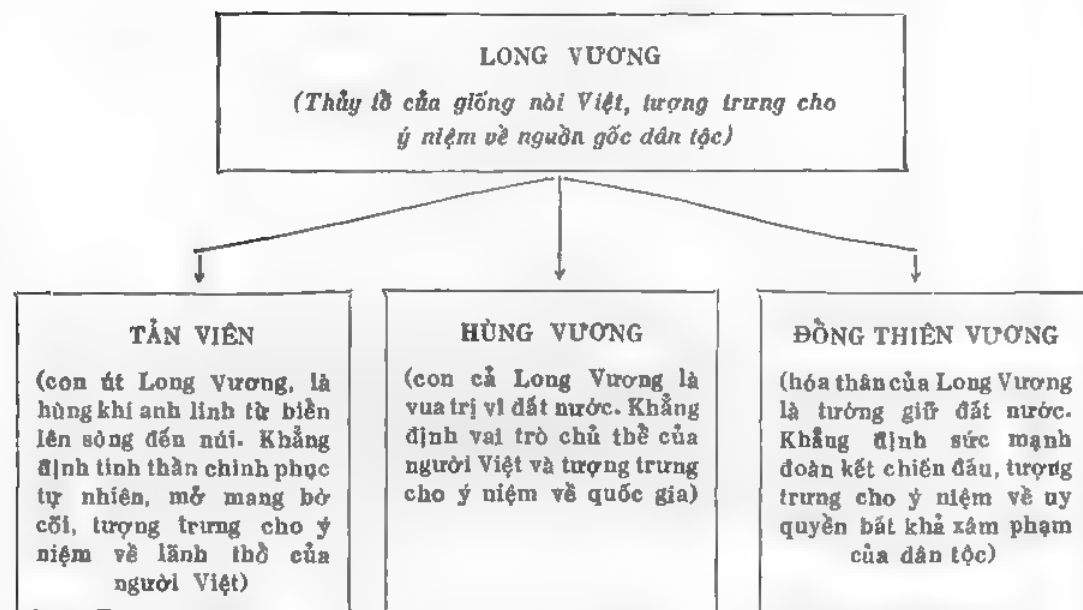 LONG VƯƠNG
(Thủy tổ của giống nòi Việt, tượng trưng cho
ý niệm về nguồn gốc dân tộc)
TẢN VIÊN
(con út Long Vương, là
hùng khí anh linh từ biển
lên sông đến núi. Khẳng
định tinh thần chinh phục
tự nhiên, mở mang bờ
cõi, tượng trưng cho ý
niệm về lãnh thổ của
người Việt)
HÙNG VƯƠNG
(con cả Long Vương là
vua trị vì đất nước. Khẳng
định vai trò chủ thể của
người Việt và tượng trưng
cho ý niệm về quốc gia)
ĐỔNG THIÊN VƯƠNG
(hóa thân của Long Vương
là tướng giữ đất nước.
Khẳng định sức mạnh
đoàn kết chiến đấu, tượng
trưng cho ý niệm về uy
quyền bất khả xâm phạm
của dân tộc)